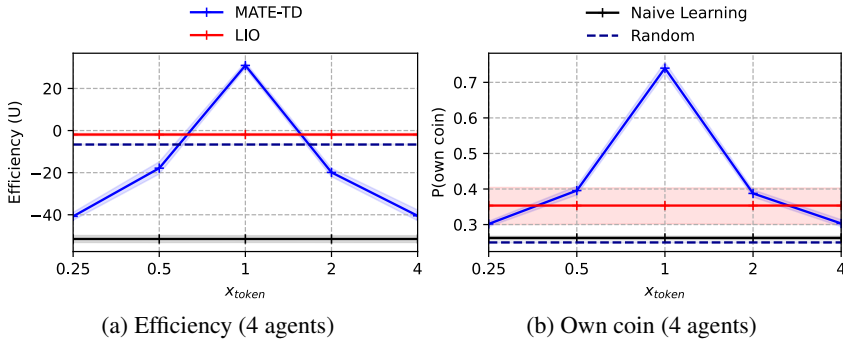 MATE-TD
LIO
Naive Learning
Random
Efficiency (U)
20
0
−20
−40
0.25 0.5 1 2 4
x_token
(a) Efficiency (4 agents)
P(own coin)
0.7
0.6
0.5
0.4
0.3
0.25 0.5 1 2 4
x_token
(b) Own coin (4 agents)